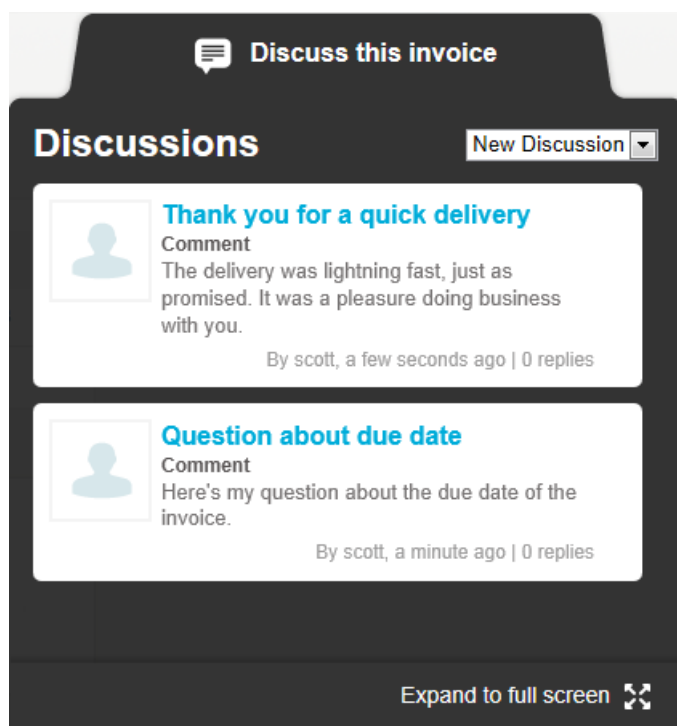 Discuss this invoice
Discussions
New Discussion
Thank you for a quick delivery
Comment
The delivery was lightning fast, just as
promised. It was a pleasure doing business
with you.
By scott, a few seconds ago | 0 replies
Question about due date
Comment
Here's my question about the due date of the
invoice.
By scott, a minute ago | 0 replies
Expand to full screen